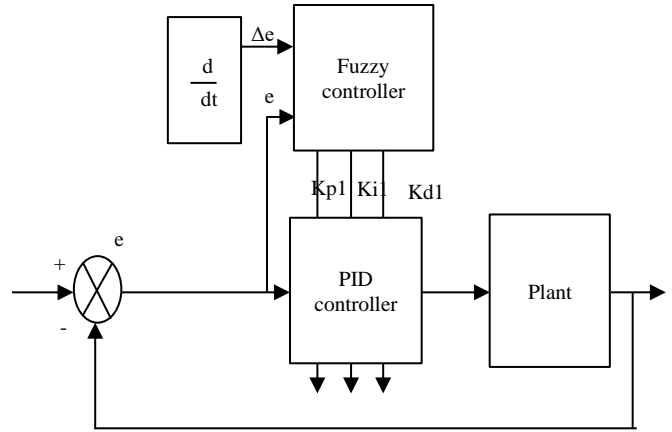 Δe
d
dt
Fuzzy
controller
e
Kp1 Ki1 Kd1
e
+
PID
controller
Plant
-